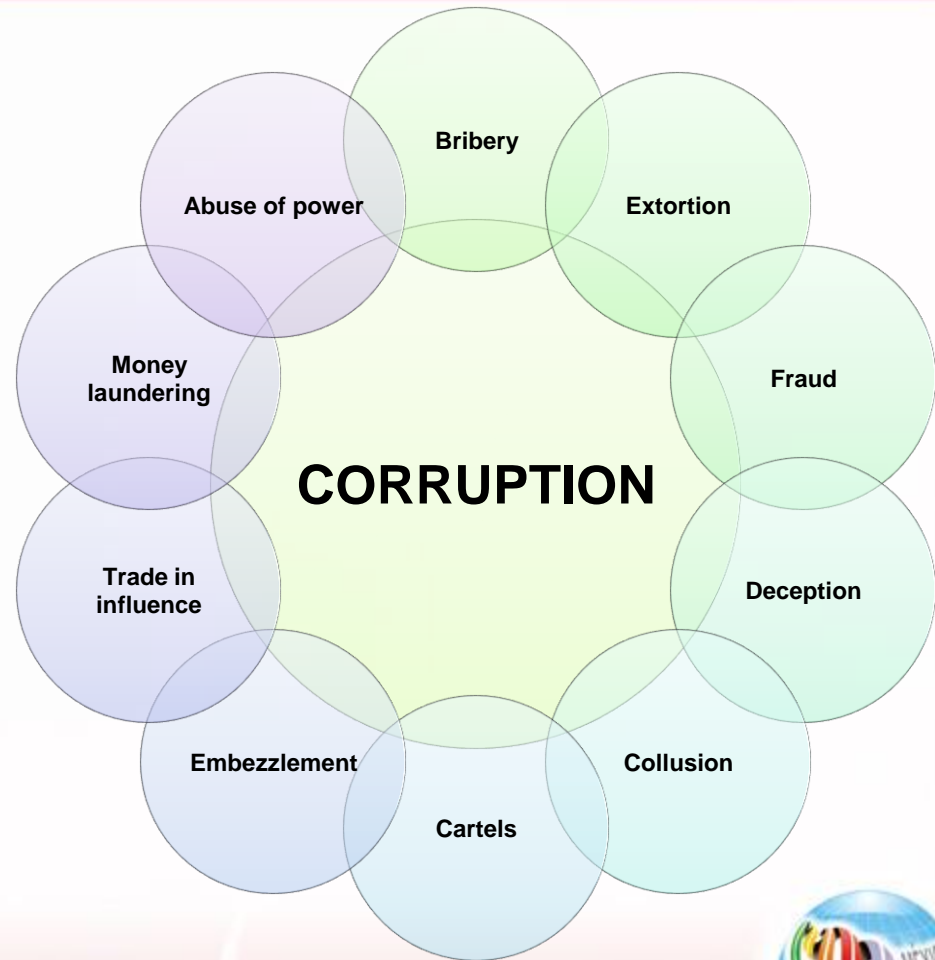 Bribery
Extortion
Fraud
Deception
Collusion
Cartels
Embezzlement
Trade in
influence
Money
laundering
Abuse of power
CORRUPTION